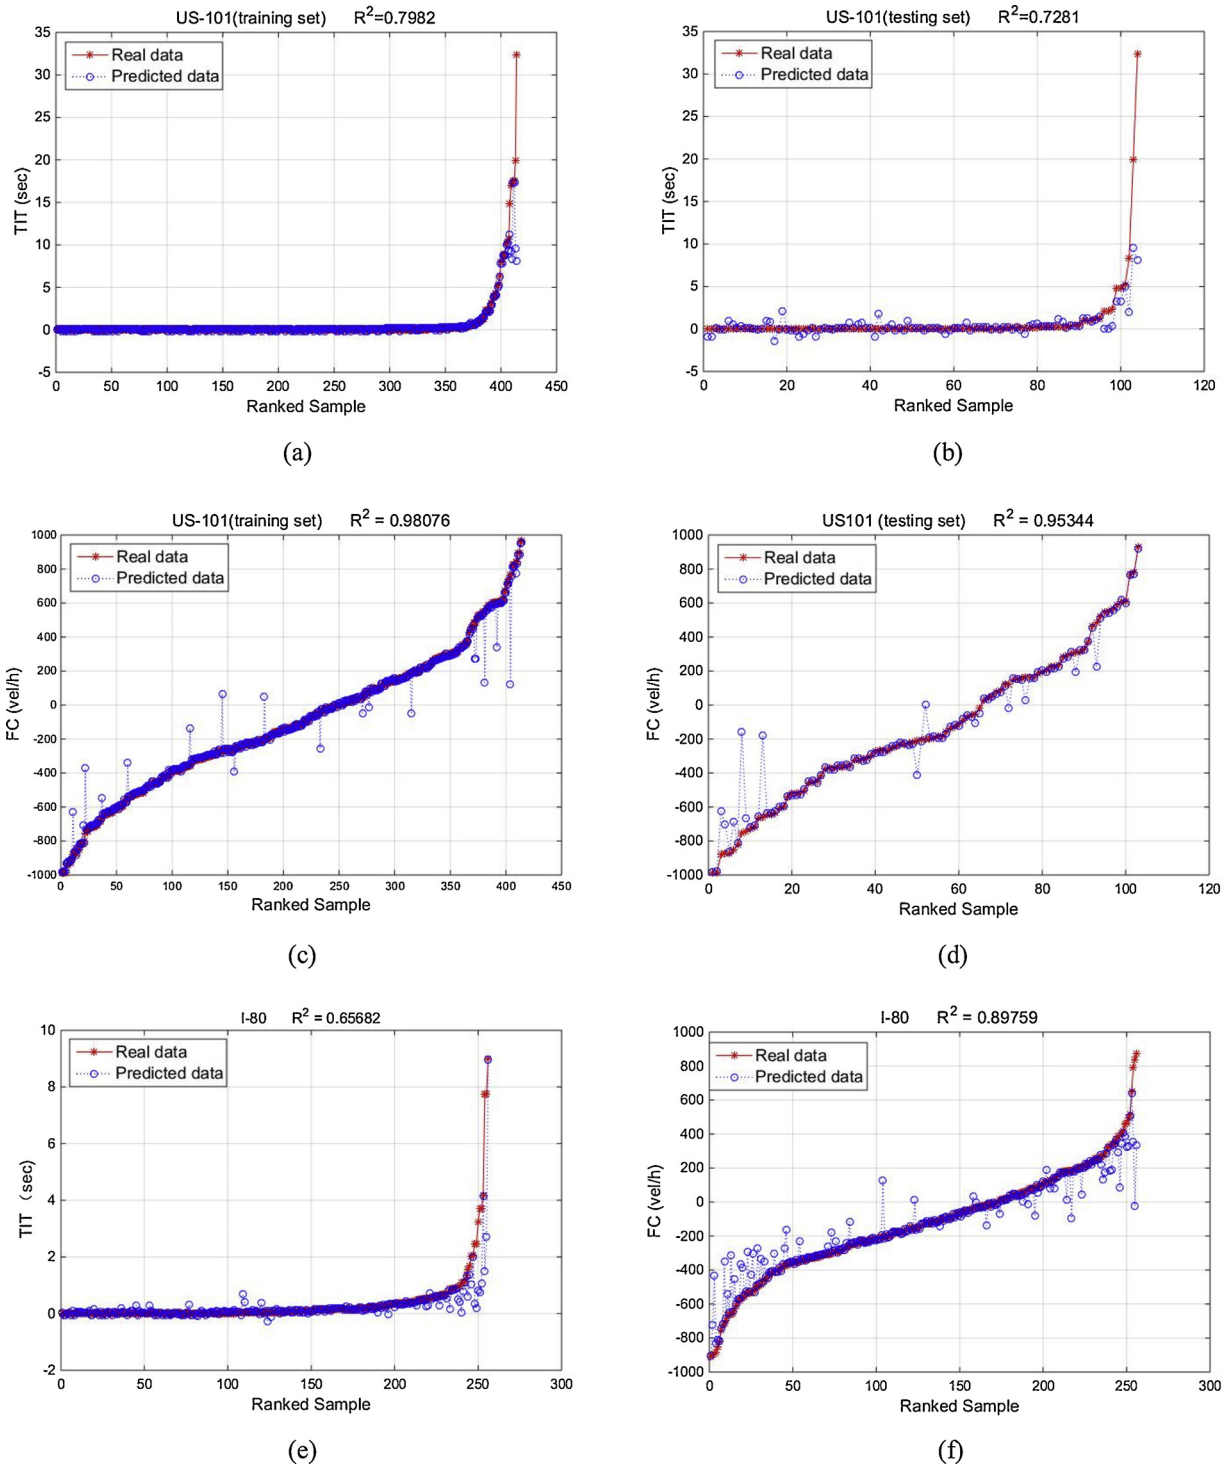 US-101(training set) R²=0.7982
35
30
25
20
15
10
5
0
-5
TIT (sec)
Real data
Predicted data
0 50 100 150 200 250 300 350 400 450
Ranked Sample
(a)
US-101(testing set) R²=0.7281
35
30
25
20
15
10
5
0
-5
TIT (sec)
Real data
Predicted data
0 20 40 60 80 100 120
Ranked Sample
(b)
US-101(training set) R² = 0.98076
1000
800
600
400
200
0
-200
-400
-600
-800
-1000
FC (vel/h)
Real data
Predicted data
0 50 100 150 200 250 300 350 400 450
Ranked Sample
(c)
US101 (testing set) R² = 0.95344
1000
800
600
400
200
0
-200
-400
-600
-800
-1000
FC (vel/h)
Real data
Predicted data
0 20 40 60 80 100 120
Ranked Sample
(d)
I-80 R² = 0.65682
10
8
6
4
2
0
-2
TIT（sec)
Real data
Predicted data
0 50 100 150 200 250 300
Ranked Sample
(e)
I-80 R² = 0.89759
1000
800
600
400
200
0
-200
-400
-600
-800
-1000
FC (vel/h)
Real data
Predicted data
0 50 100 150 200 250 300
Ranked Sample
(f)